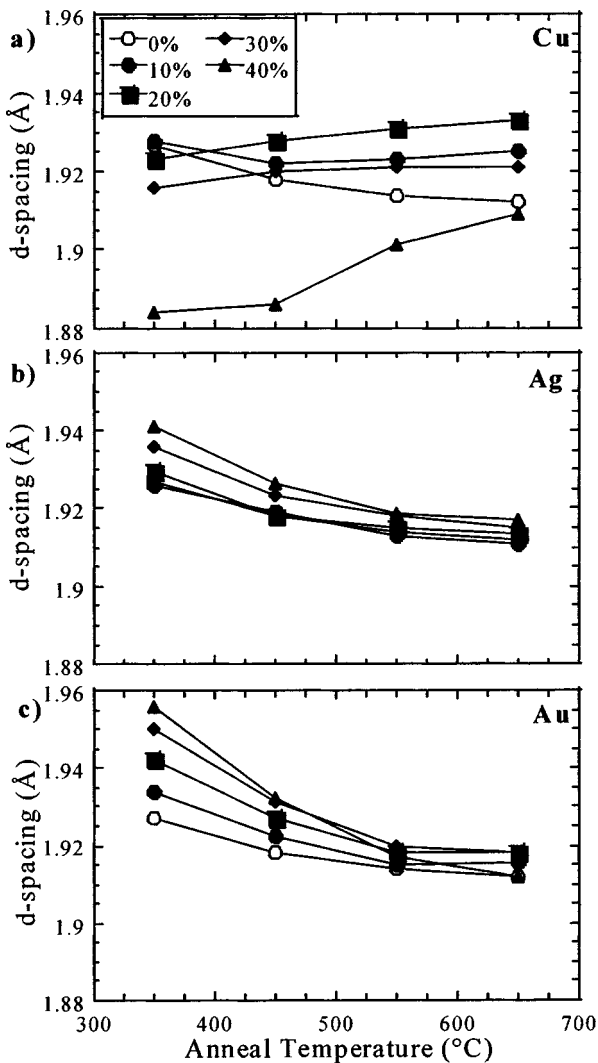 a)
Cu
0%
30%
10%
40%
20%
1.96
1.94
1.92
1.9
1.88
d-spacing (Å)
b)
Ag
1.96
1.94
1.92
1.9
1.88
d-spacing (Å)
c)
Au
1.96
1.94
1.92
1.9
1.88
d-spacing (Å)
300 400 500 600 700
Anneal Temperature (°C)